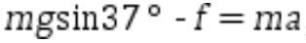 mgsin37° - f = ma